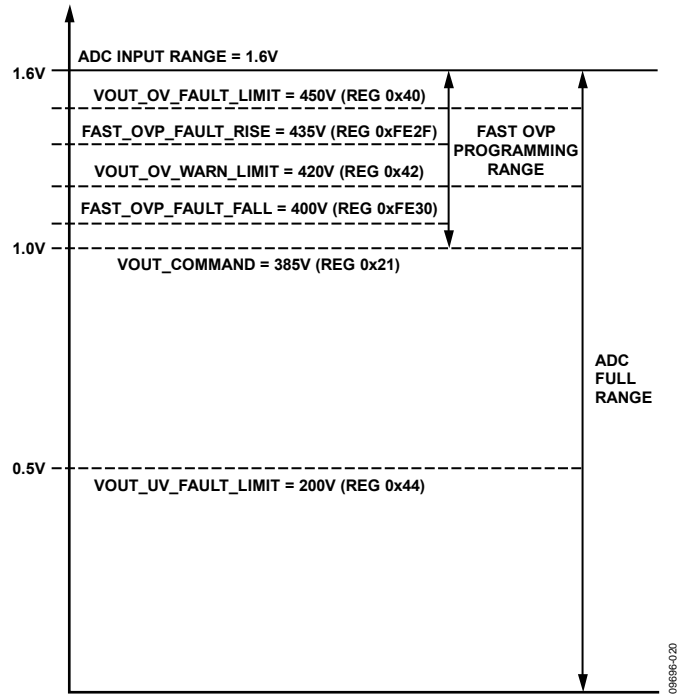 ADC INPUT RANGE = 1.6V
1.6V
VOUT_OV_FAULT_LIMIT = 450V (REG 0x40)
FAST_OVP_FAULT_RISE = 435V (REG 0xFE2F)
FAST OVP
PROGRAMMING
RANGE
VOUT_OV_WARN_LIMIT = 420V (REG 0x42)
FAST_OVP_FAULT_FALL = 400V (REG 0xFE30)
1.0V
VOUT_COMMAND = 385V (REG 0x21)
ADC
FULL
RANGE
0.5V
VOUT_UV_FAULT_LIMIT = 200V (REG 0x44)
09696-020